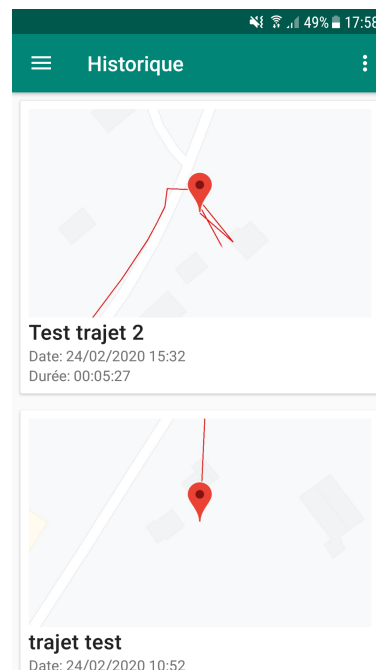 49% 17:58
Historique
Test trajet 2
Date: 24/02/2020 15:32
Durée: 00:05:27
trajet test
Date: 24/02/2020 10:52